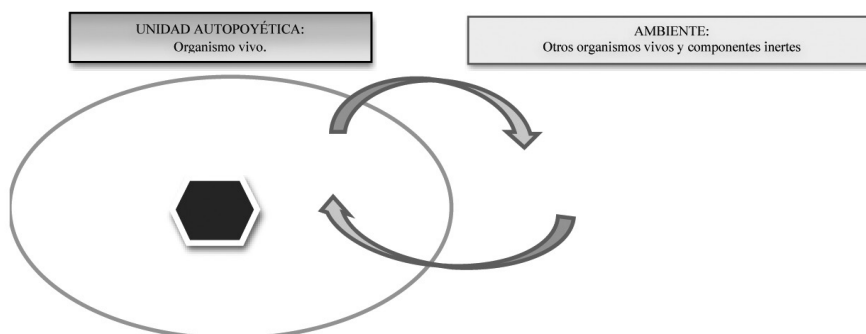 UNIDAD AUTOPOYÉTICA:
Organismo vivo.
AMBIENTE:
Otros organismos vivos y componentes inertes